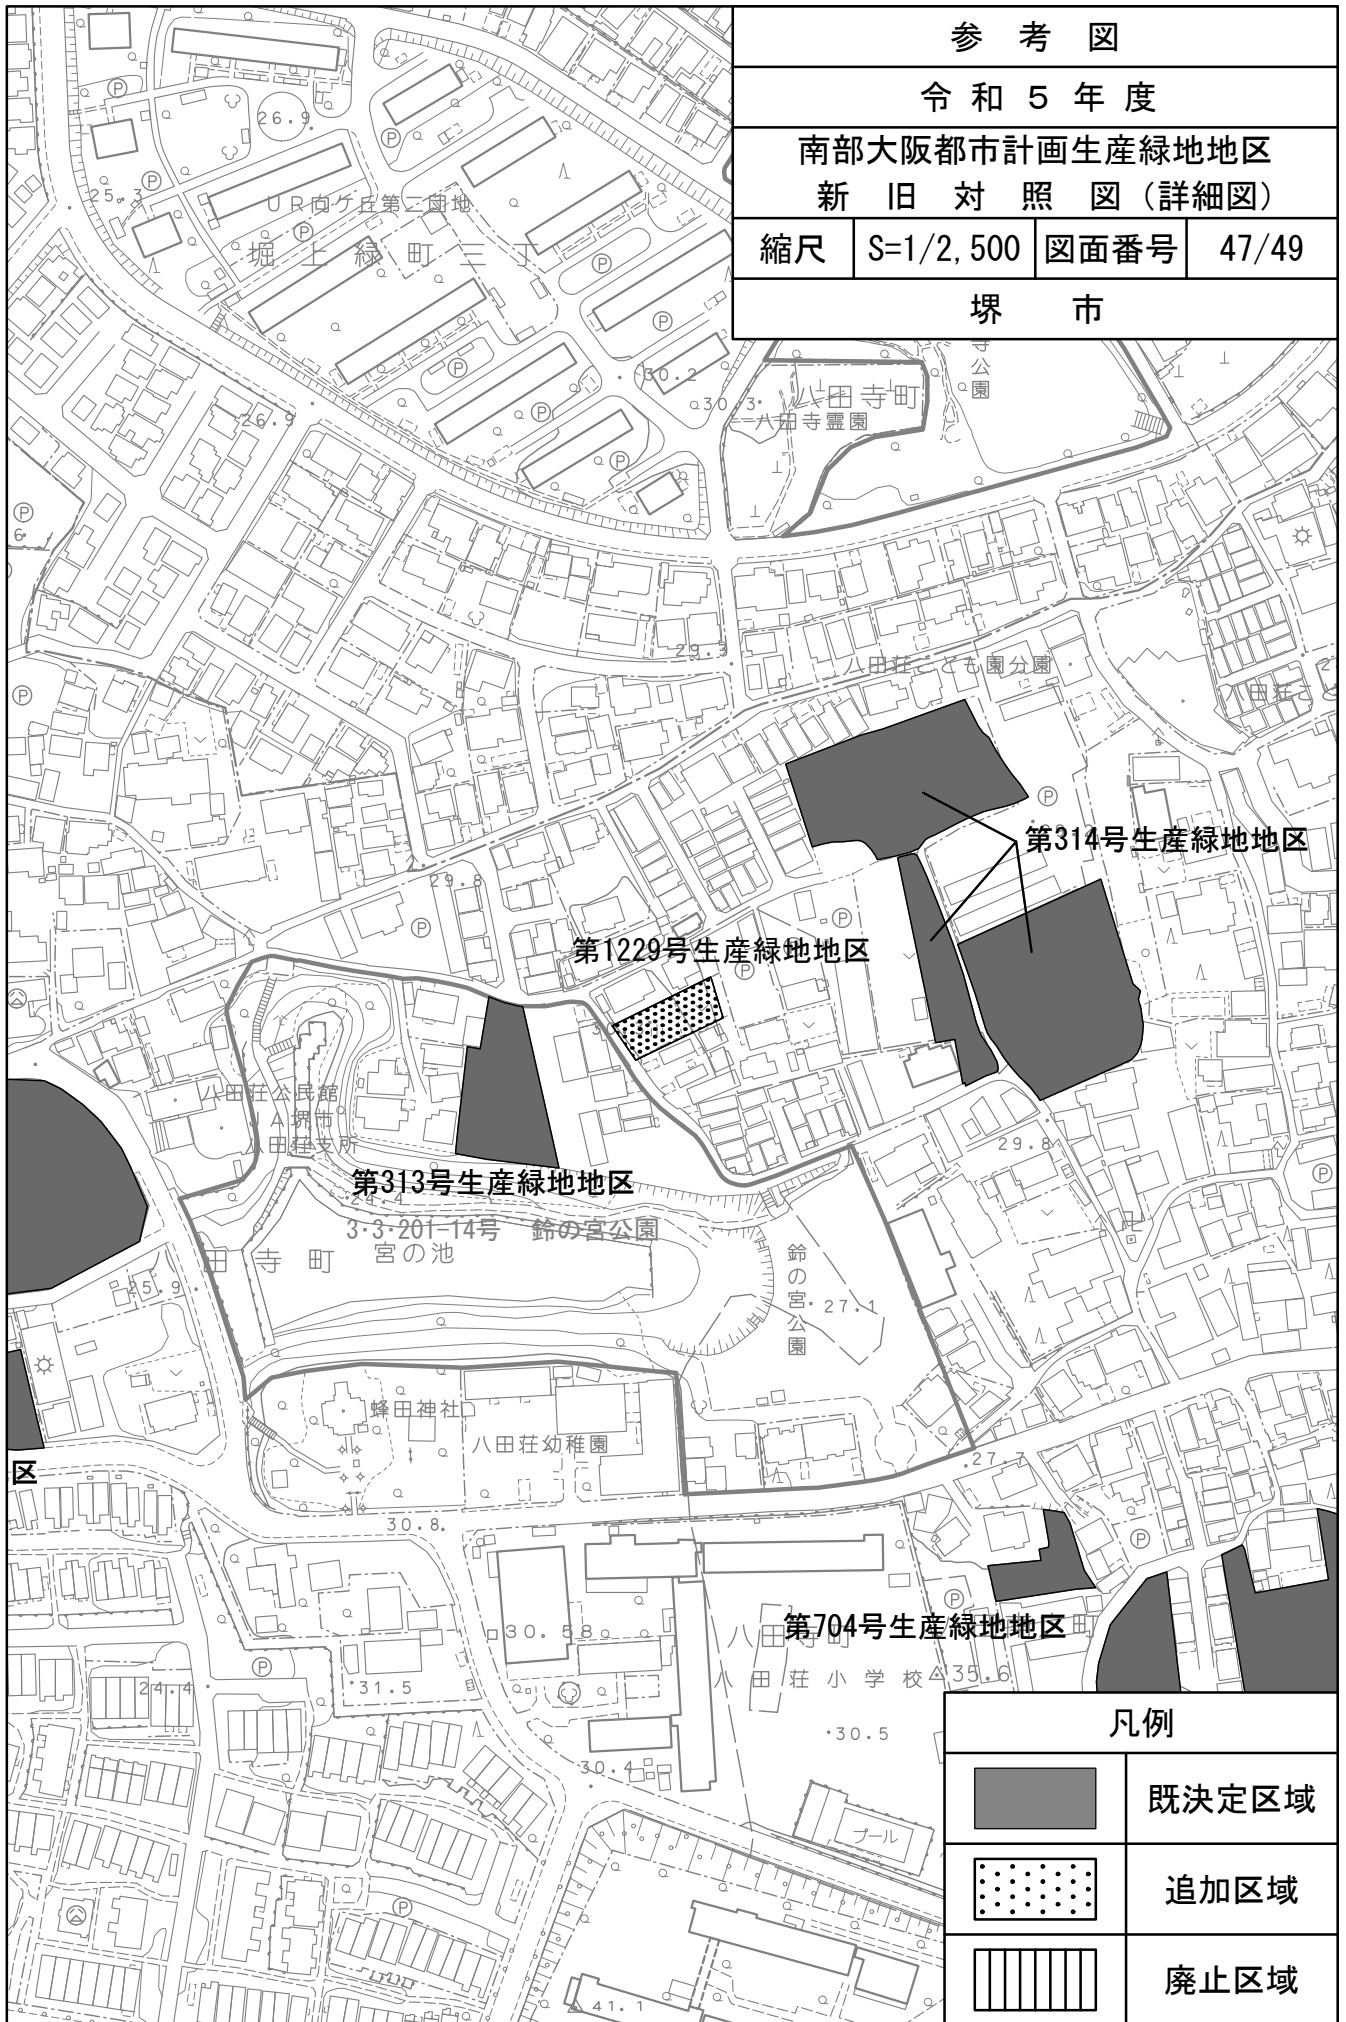 参考図
令和５年度
南部大阪都市計画生産緑地地区
新旧対照図（詳細図）
縮尺 S=1/2,500 図面番号 47/49
堺市
26.9
25.3
UR向ケ丘第二団地
堀上緑町三丁
30.2
30.3
八田寺町
八田寺霊園
寺公園
26.9
29.3
八田荘こども園分園
八田荘こど
第314号生産緑地地区
29.8
第1229号生産緑地地区
八田荘公民館
ＪＡ堺市
八田荘支所
29.8
第313号生産緑地地区
24.4
3・3・201-14号 鈴の宮公園
田寺町
宮の池
鈴の宮公園
25.9
27.1
蜂田神社
八田荘幼稚園
27.7
区
30.8
30.58
第704号生産緑地地区
八田寺町
町
八田荘小学校
35.6
24.4
31.5
30.5
30.4
プール
41.1
凡例
既決定区域
追加区域
廃止区域